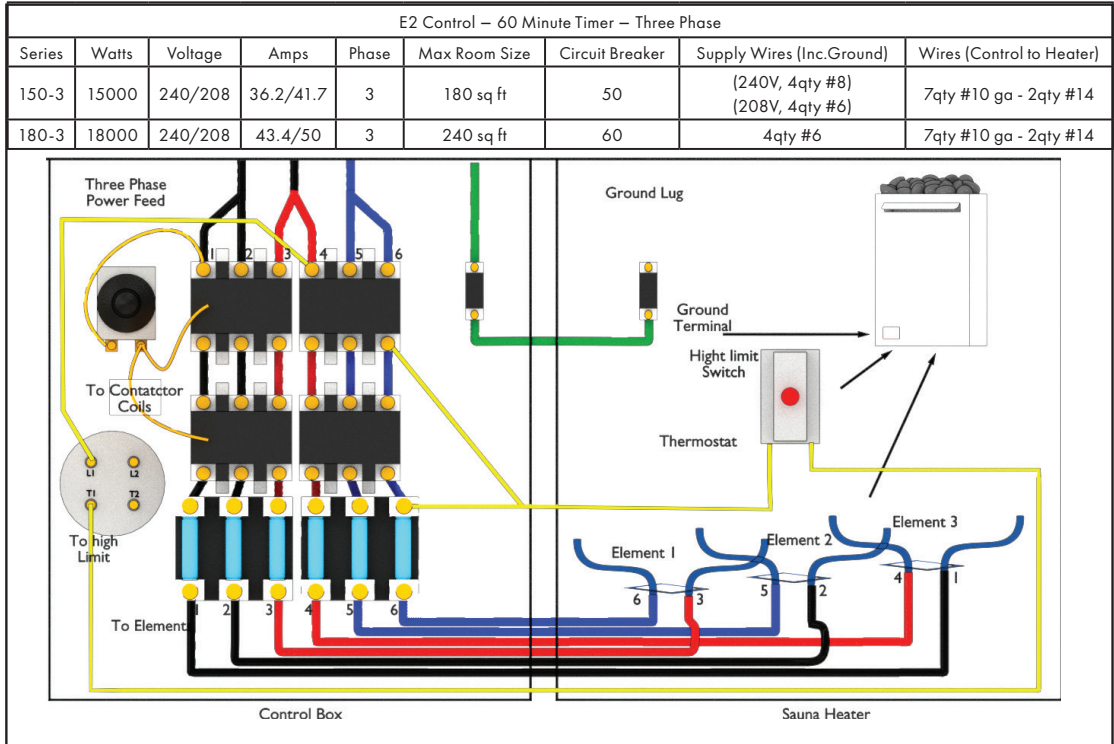 E2 Control – 60 Minute Timer – Three Phase
Series Watts Voltage Amps Phase Max Room Size Circuit Breaker Supply Wires (Inc.Ground) Wires (Control to Heater)
150-3 15000 240/208 36.2/41.7 3 180 sq ft 50 (240V, 4qty #8) 7qty #10 ga - 2qty #14
(208V, 4qty #6)
180-3 18000 240/208 43.4/50 3 240 sq ft 60 4qty #6 7qty #10 ga - 2qty #14
Three Phase
Power Feed
1 2 3 4 5 6
To Contatctor
Coils
L1 L2
T1 T2
To high
Limit
1 2 3 4 5 6
To Elements
Control Box
Ground Lug
Ground
Terminal
Hight limit
Switch
Thermostat
Element 1 Element 2 Element 3
6 3 5 2 4 1
Sauna Heater